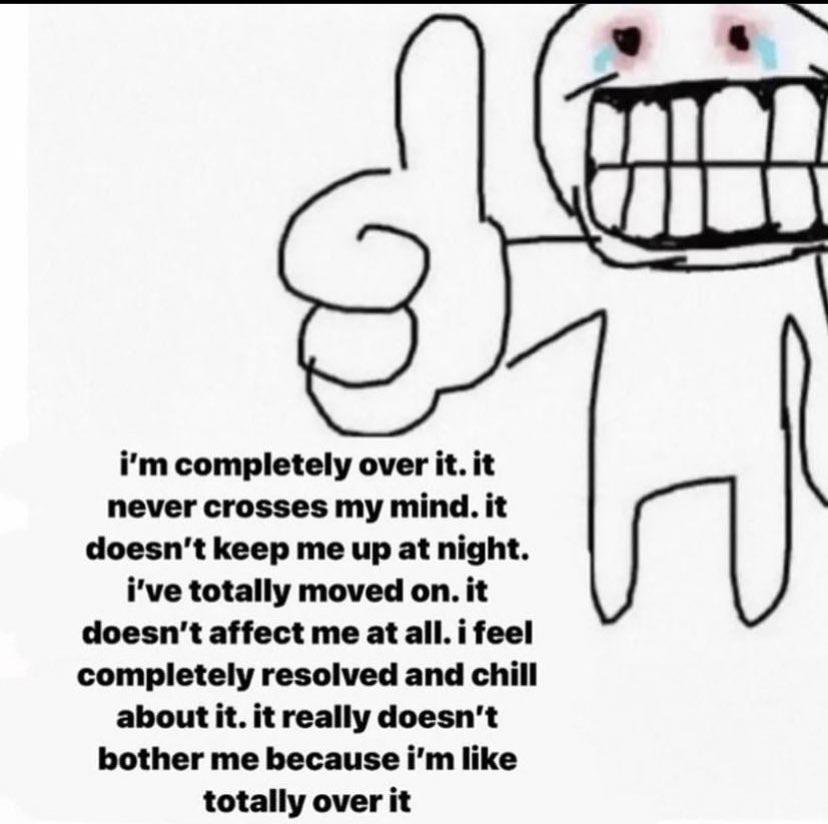 i'm completely over it. it
never crosses my mind. it
doesn't keep me up at night.
i've totally moved on. it
doesn't affect me at all. i feel
completely resolved and chill
about it. it really doesn't
bother me because i'm like
totally over it